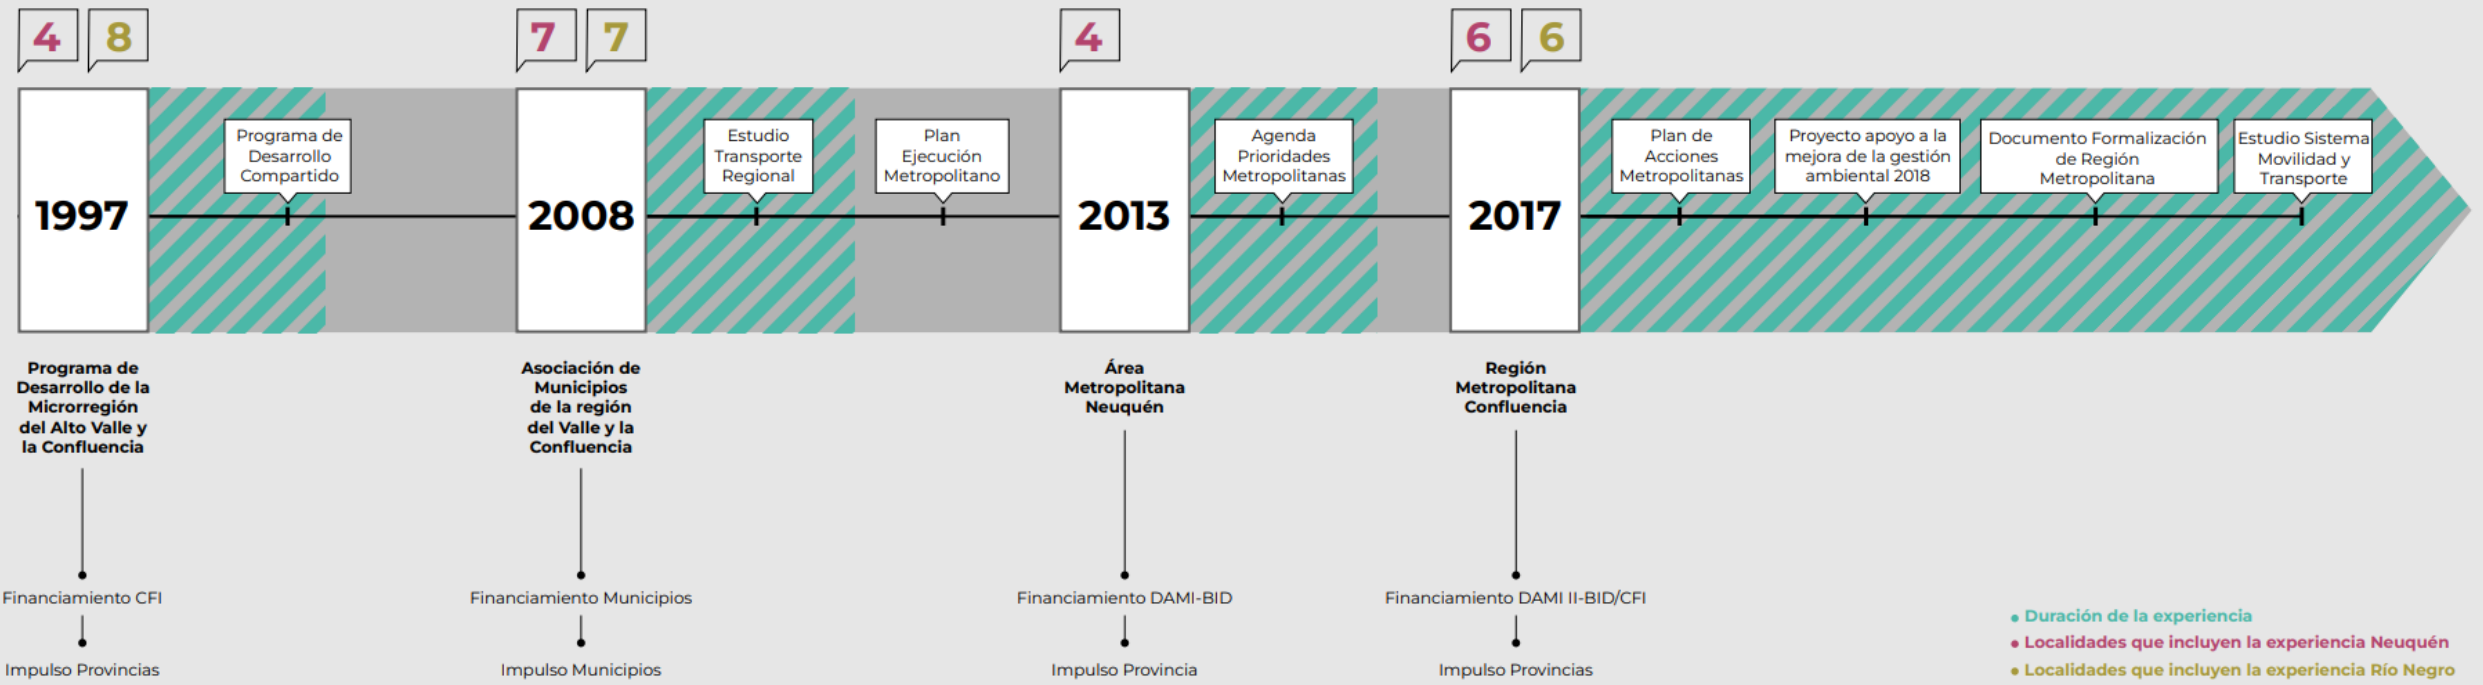 4
8
7
7
4
6
6
1997
Programa de
Desarrollo
Compartido
2008
Estudio
Transporte
Regional
Plan
Ejecución
Metropolitano
2013
Agenda
Prioridades
Metropolitanas
2017
Plan de
Acciones
Metropolitanas
Proyecto apoyo a la
mejora de la gestión
ambiental 2018
Documento Formalización
de Región
Metropolitana
Estudio Sistema
Movilidad y
Transporte
Programa de
Desarrollo de la
Microrregión
del Alto Valle y
la Confluencia
Financiamiento CFI
Impulso Provincias
Asociación de
Municipios
de la región
del Valle y la
Confluencia
Financiamiento Municipios
Impulso Municipios
Área
Metropolitana
Neuquén
Financiamiento DAMI-BID
Impulso Provincia
Región
Metropolitana
Confluencia
Financiamiento DAMI II-BID/CFI
Impulso Provincias
• Duración de la experiencia
• Localidades que incluyen la experiencia Neuquén
• Localidades que incluyen la experiencia Río Negro